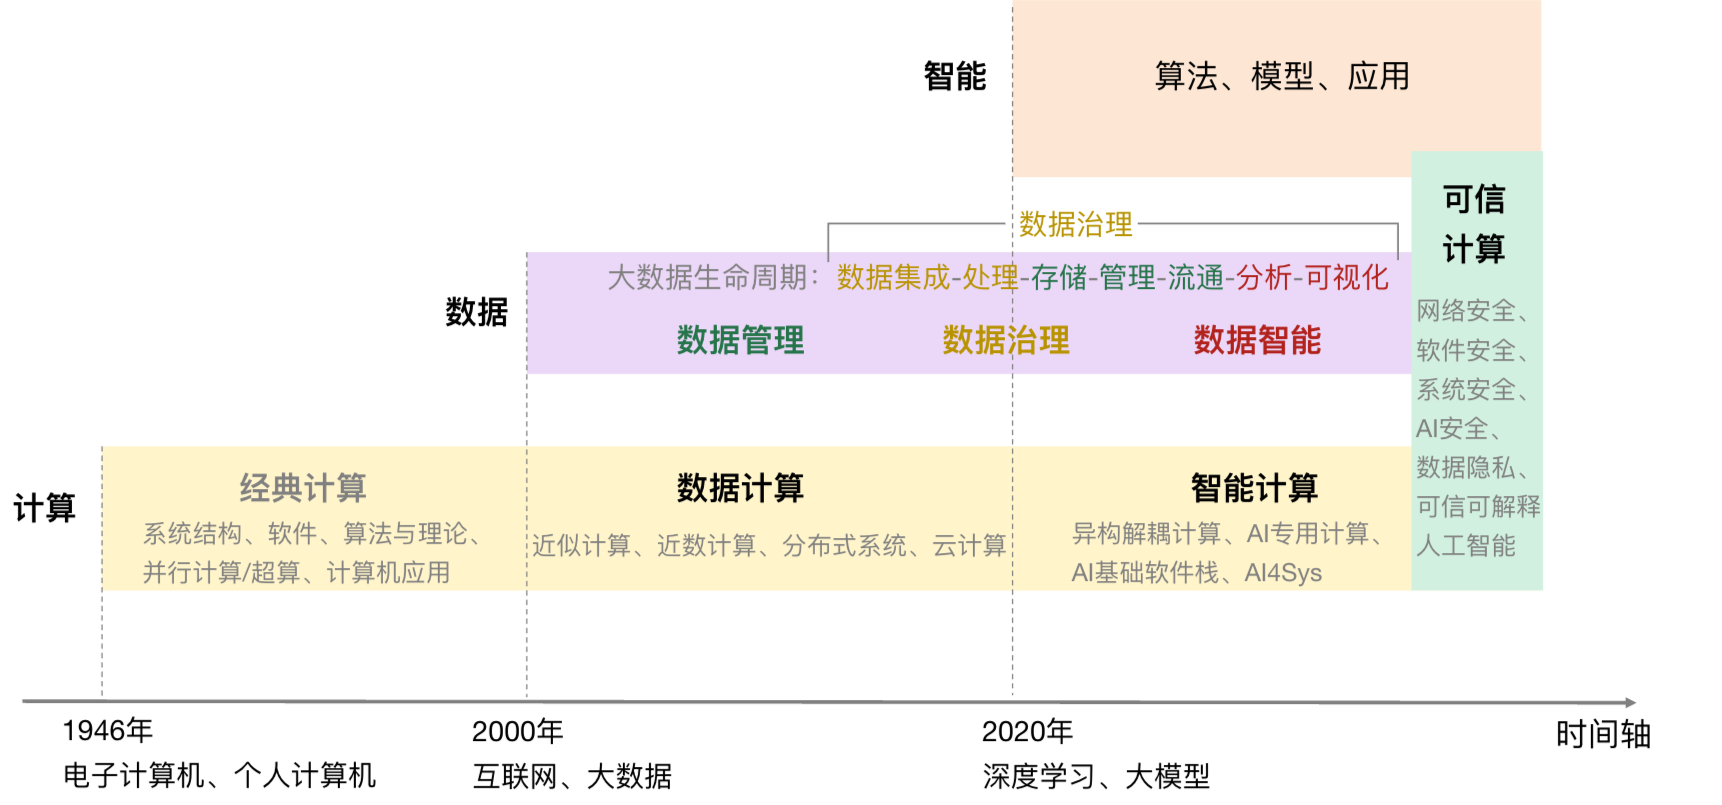 智能
算法、模型、应用
可信
计算
网络安全、
软件安全、
系统安全、
AI安全、
数据隐私、
可信可解释
人工智能
数据治理
数据
大数据生命周期：数据集成-处理-存储-管理-流通-分析-可视化
数据管理
数据治理
数据智能
计算
经典计算
系统结构、软件、算法与理论、
并行计算/超算、计算机应用
数据计算
近似计算、近数计算、分布式系统、云计算
智能计算
异构解耦计算、AI专用计算、
AI基础软件栈、AI4Sys
1946年
电子计算机、个人计算机
2000年
互联网、大数据
2020年
深度学习、大模型
时间轴